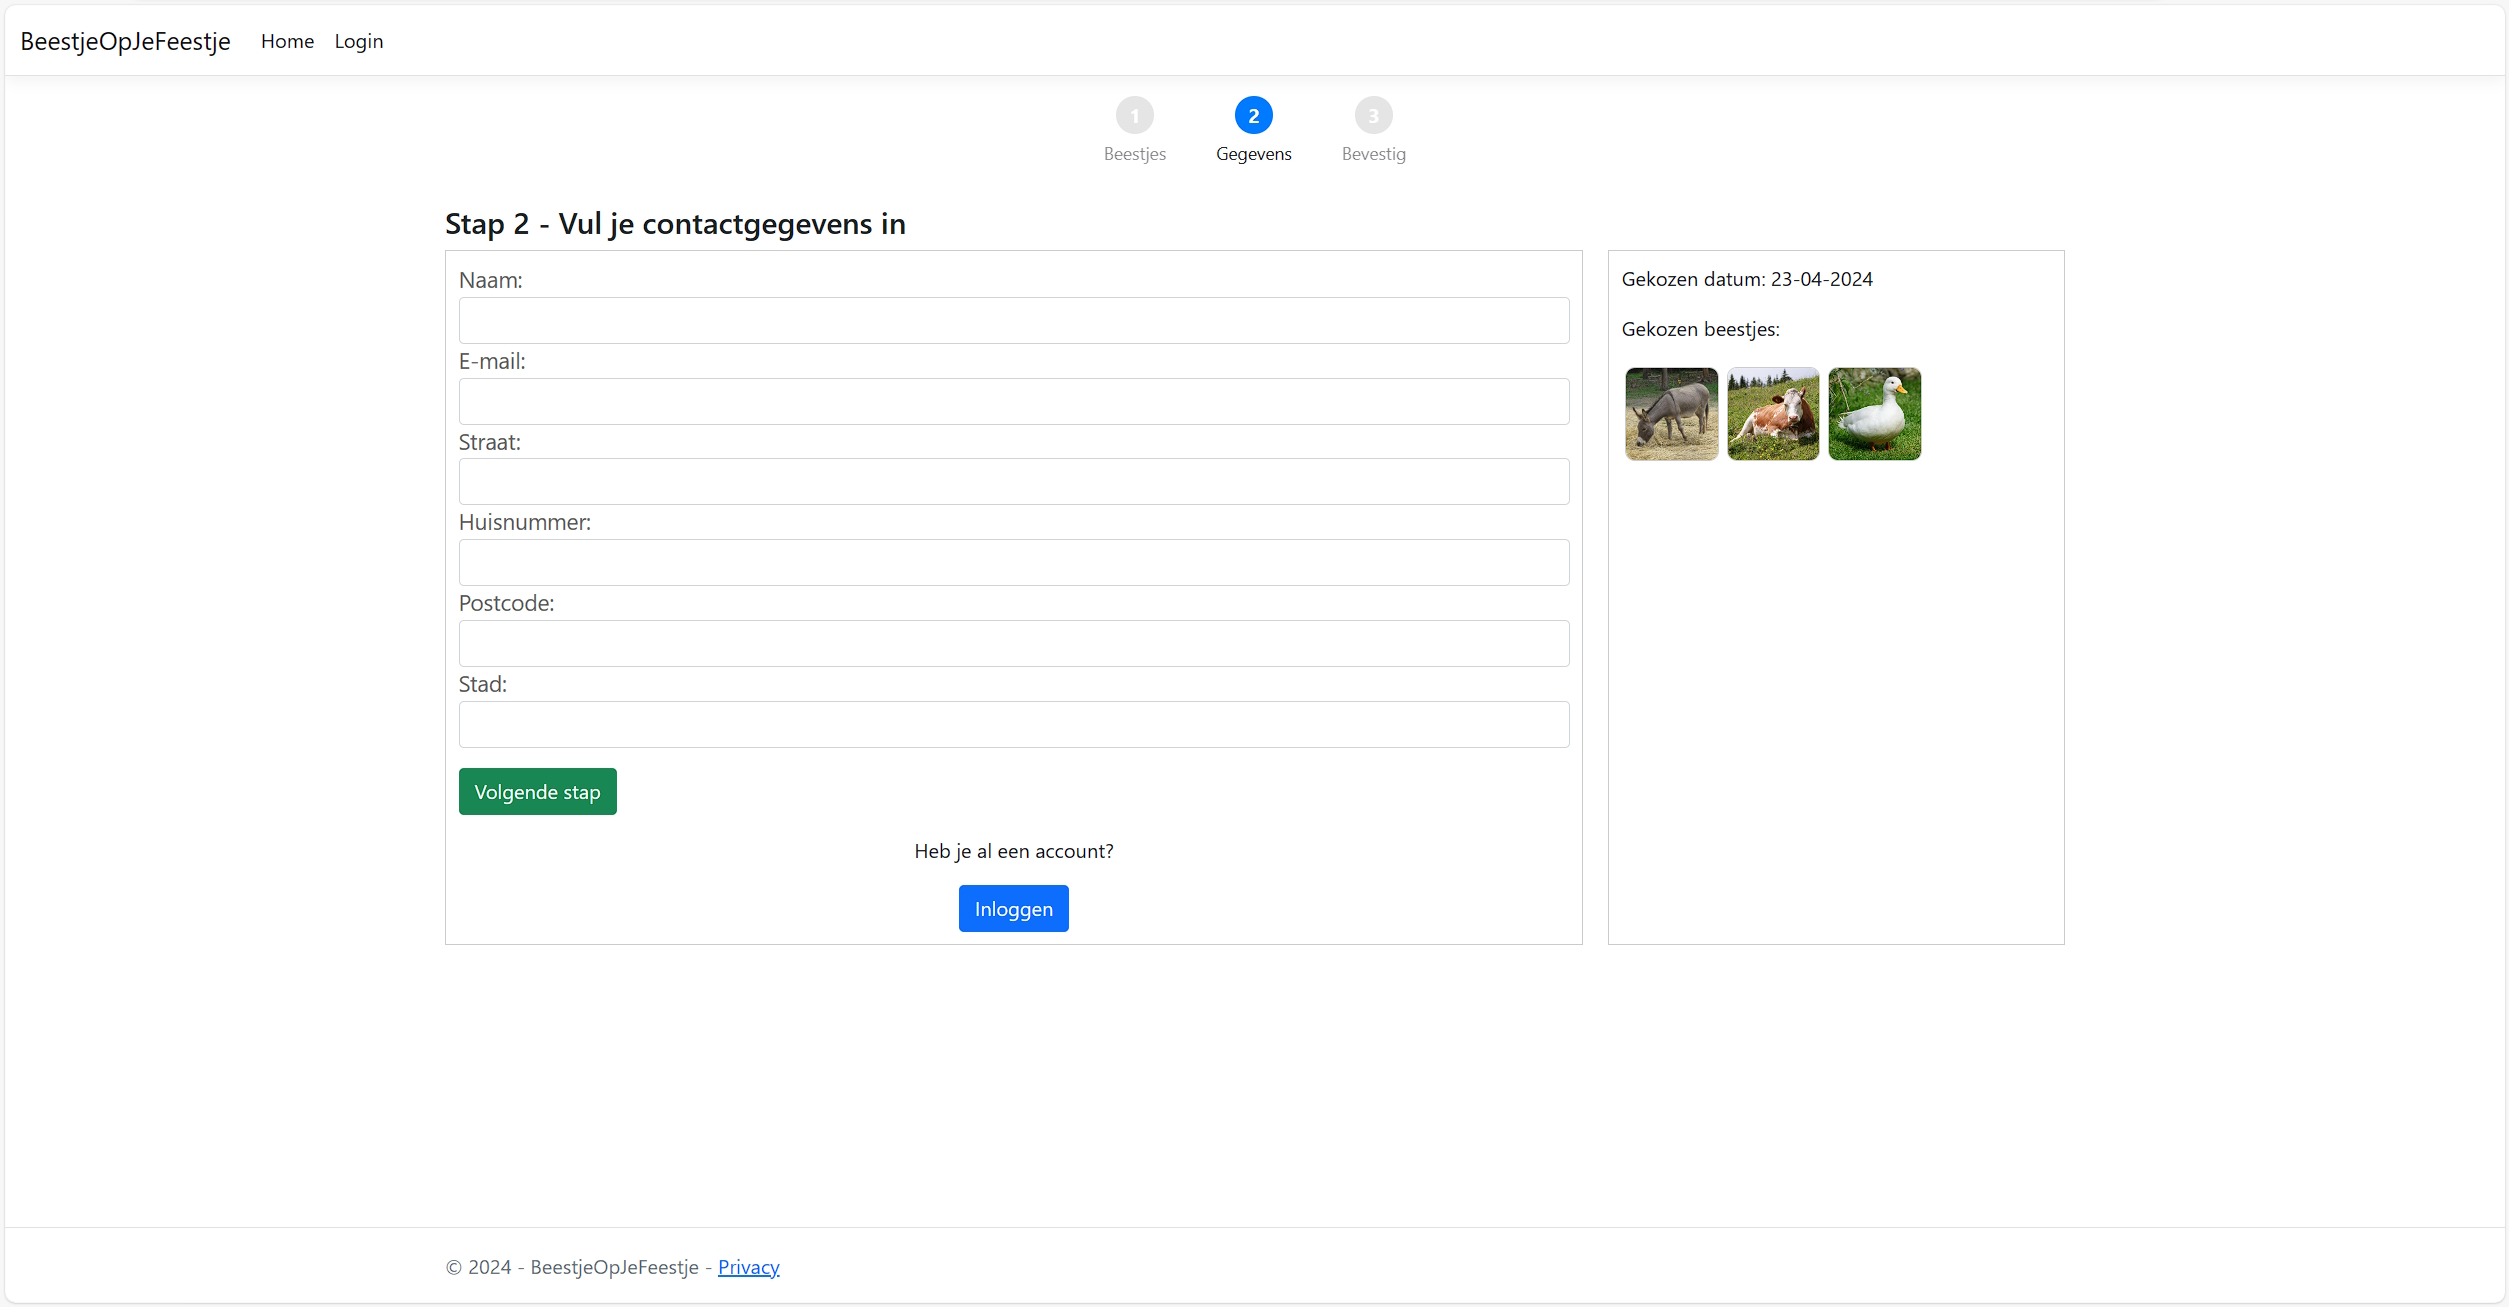 BeestjeOpJeFeestje Home Login
1 2 3
Beestjes Gegevens Bevestig
Stap 2 - Vul je contactgegevens in
Naam:
E-mail:
Straat:
Huisnummer:
Postcode:
Stad:
Volgende stap
Heb je al een account?
Inloggen
Gekozen datum: 23-04-2024
Gekozen beestjes:
© 2024 - BeestjeOpJeFeestje - Privacy